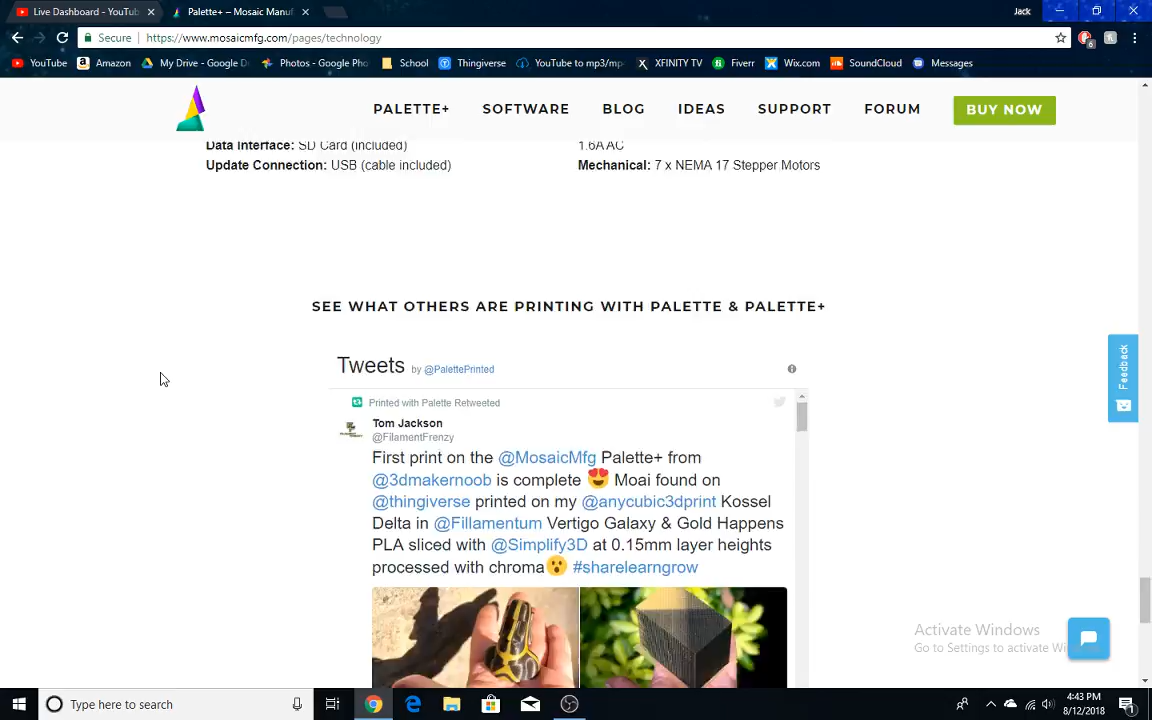 Live Dashboard - YouTub
Palette+ – Mosaic Manuf
Jack
Secure
https://www.mosaicmfg.com/pages/technology
6
YouTube
Amazon
My Drive - Google D
Photos - Google Pho
School
Thingiverse
YouTube to mp3/mp
XFINITY TV
Fiverr
Wix.com
SoundCloud
Messages
PALETTE+
SOFTWARE
BLOG
IDEAS
SUPPORT
FORUM
BUY NOW
Data Interface: SD Card (included)
1.6A AC
Update Connection: USB (cable included)
Mechanical: 7 x NEMA 17 Stepper Motors
SEE WHAT OTHERS ARE PRINTING WITH PALETTE & PALETTE+
Tweets by @PalettePrinted
Printed with Palette Retweeted
Tom Jackson
@FilamentFrenzy
First print on the @MosaicMfg Palette+ from
@3dmakernoob is complete 😍 Moai found on
@thingiverse printed on my @anycubic3dprint Kossel
Delta in @Fillamentum Vertigo Galaxy & Gold Happens
PLA sliced with @Simplify3D at 0.15mm layer heights
processed with chroma😮 #sharelearngrow
Feedback
Activate Windows
Go to Settings to activate Wi
Type here to search
4:43 PM
8/12/2018
1